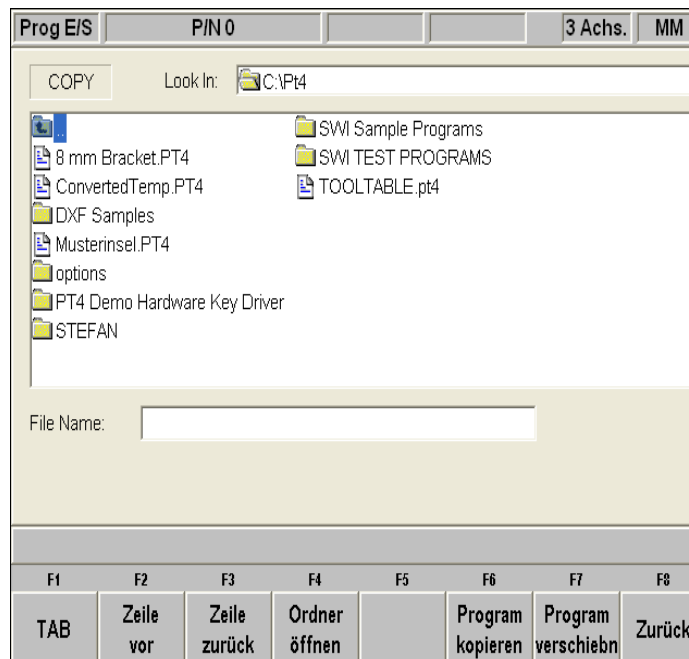 Prog E/S P/N 0 3 Achs. MM
COPY Look In: C:\Pt4
..
8 mm Bracket.PT4
ConvertedTemp.PT4
DXF Samples
Musterinsel.PT4
options
PT4 Demo Hardware Key Driver
STEFAN
SWI Sample Programs
SWI TEST PROGRAMS
TOOLTABLE.pt4
File Name:
F1 F2 F3 F4 F5 F6 F7 F8
TAB
Zeile
vor
Zeile
zurück
Ordner
öffnen
Program
kopieren
Program
verschiebn
Zurück